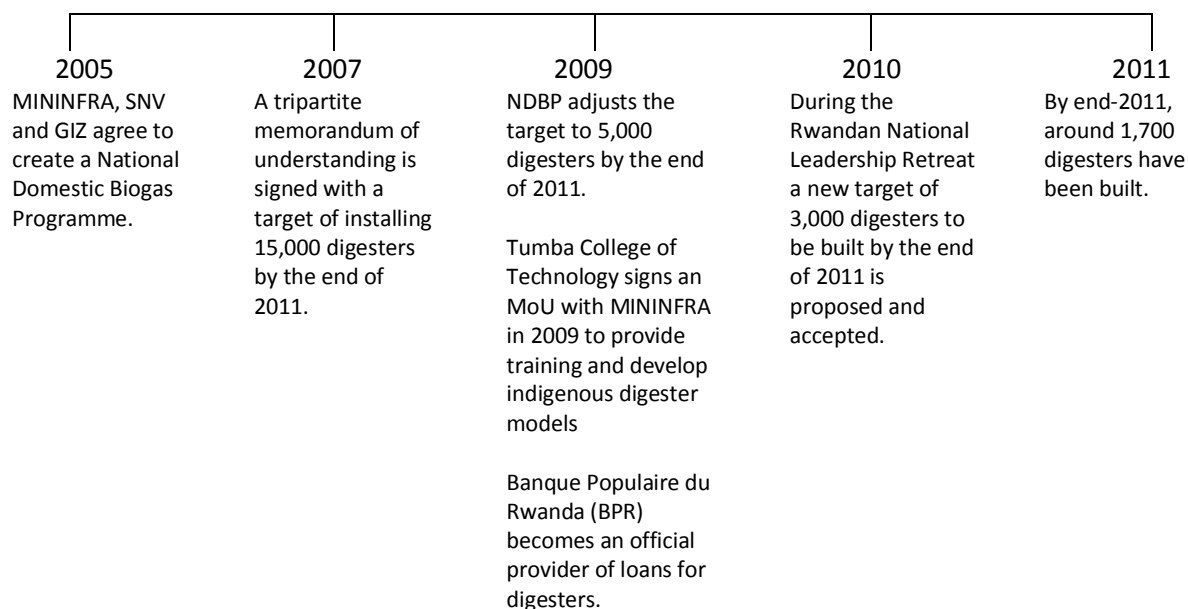 2005
MININFRA, SNV
and GIZ agree to
create a National
Domestic Biogas
Programme.
2007
A tripartite
memorandum of
understanding is
signed with a
target of installing
15,000 digesters
by the end of
2011.
2009
NDBP adjusts the
target to 5,000
digesters by the end
of 2011.
Tumba College of
Technology signs an
MoU with MININFRA
in 2009 to provide
training and develop
indigenous digester
models
Banque Populaire du
Rwanda (BPR)
becomes an official
provider of loans for
digesters.
2010
During the
Rwandan National
Leadership Retreat
a new target of
3,000 digesters to
be built by the end
of 2011 is
proposed and
accepted.
2011
By end-2011,
around 1,700
digesters have
been built.